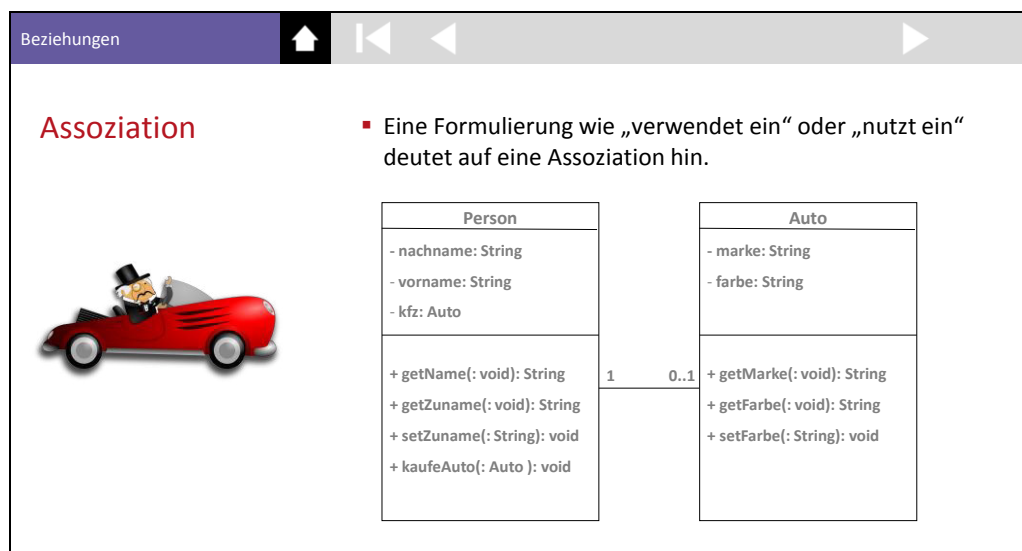 Beziehungen
Assoziation
▪ Eine Formulierung wie „verwendet ein“ oder „nutzt ein“
deutet auf eine Assoziation hin.
Person
- nachname: String
- vorname: String
- kfz: Auto
+ getName(: void): String
+ getZuname(: void): String
+ setZuname(: String): void
+ kaufeAuto(: Auto ): void
1 0..1
Auto
- marke: String
- farbe: String
+ getMarke(: void): String
+ getFarbe(: void): String
+ setFarbe(: String): void